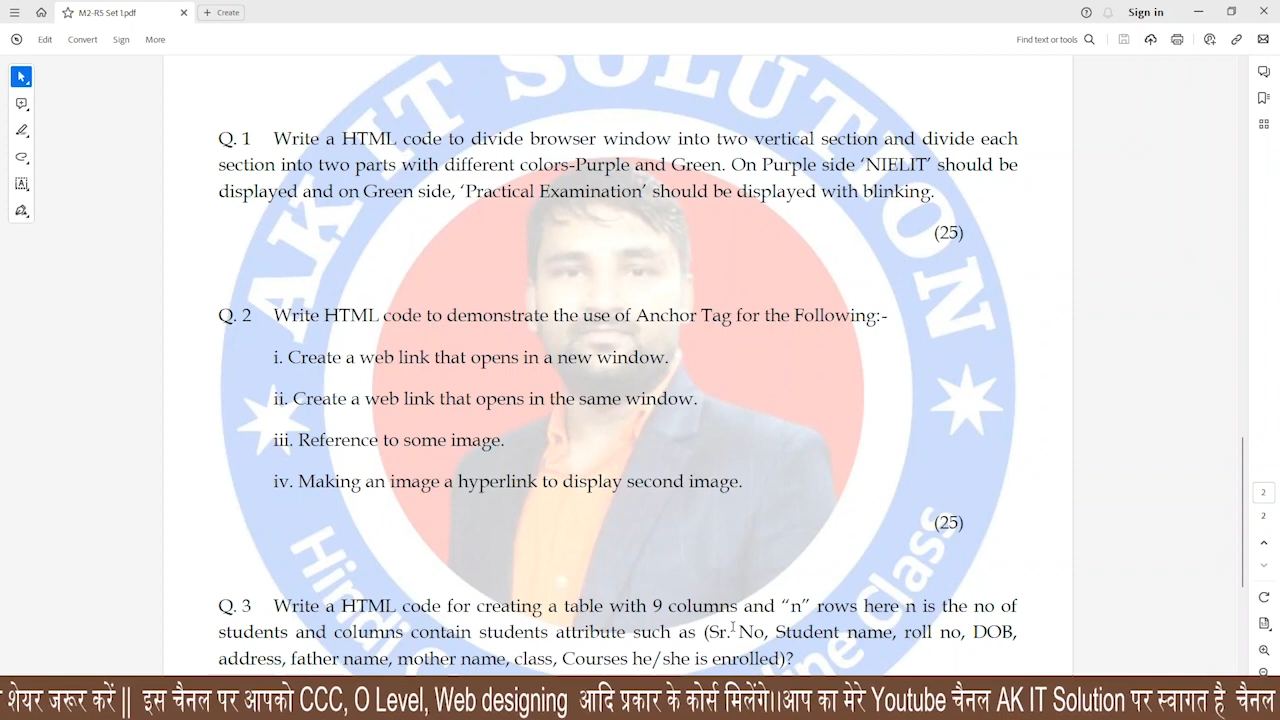 M2-R5 Set 1.pdf
Create
Sign in
Edit
Convert
Sign
More
Find text or tools
AK IT SOLUTION
Q. 1 Write a HTML code to divide browser window into two vertical section and divide each
section into two parts with different colors-Purple and Green. On Purple side ‘NIELIT’ should be
displayed and on Green side, ‘Practical Examination’ should be displayed with blinking.
(25)
Q. 2 Write HTML code to demonstrate the use of Anchor Tag for the Following:-
i. Create a web link that opens in a new window.
ii. Create a web link that opens in the same window.
iii. Reference to some image.
iv. Making an image a hyperlink to display second image.
(25)
Hindi
Online Classes
Q. 3 Write a HTML code for creating a table with 9 columns and “n” rows here n is the no of
students and columns contain students attribute such as (Sr. No, Student name, roll no, DOB,
address, father name, mother name, class, Courses he/she is enrolled)?
2
2
शेयर जरूर करें || इस चैनल पर आपको CCC, O Level, Web designing आदि प्रकार के कोर्स मिलेंगे।।आप का मेरे Youtube चैनल AK IT Solution पर स्वागत है चैनल